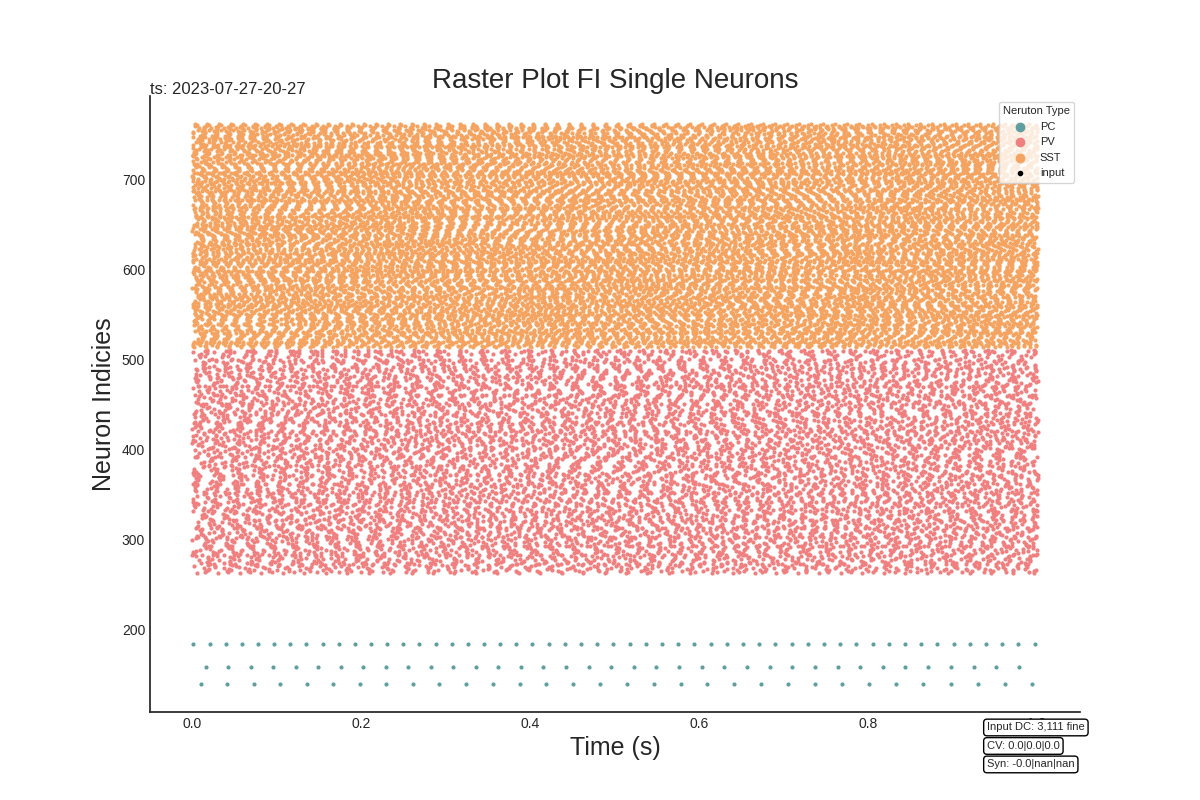 Raster Plot FI Single Neurons
ts: 2023-07-27-20-27
Neruton Type
PC
PV
SST
input
700
600
500
400
300
200
Neuron Indicies
0.0 0.2 0.4 0.6 0.8
Time (s)
Input DC: 3,111 fine
CV: 0.0|0.0|0.0
Syn: -0.0|nan|nan